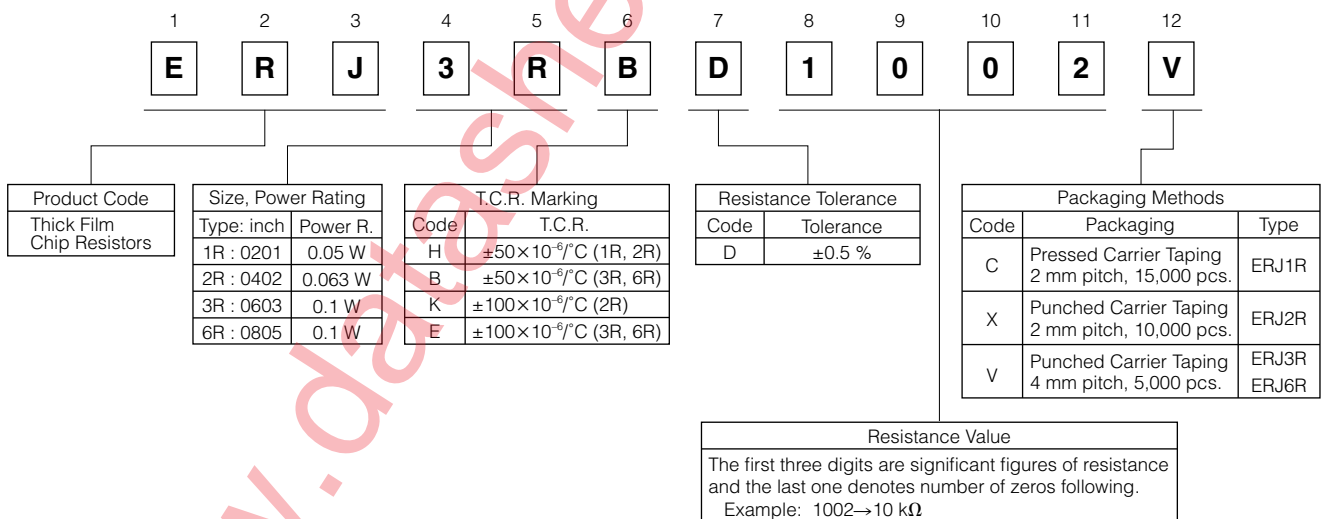 1 2 3 4 5 6 7 8 9 10 11 12
E R J 3 R B D 1 0 0 2 V
Product Code
Thick Film
Chip Resistors
Size, Power Rating
Type: inch Power R.
1R : 0201 0.05 W
2R : 0402 0.063 W
3R : 0603 0.1 W
6R : 0805 0.1 W
T.C.R. Marking
Code T.C.R.
H ±50×10⁻⁶/°C (1R, 2R)
B ±50×10⁻⁶/°C (3R, 6R)
K ±100×10⁻⁶/°C (2R)
E ±100×10⁻⁶/°C (3R, 6R)
Resistance Tolerance
Code Tolerance
D ±0.5 %
Packaging Methods
Code Packaging Type
C Pressed Carrier Taping
2 mm pitch, 15,000 pcs. ERJ1R
X Punched Carrier Taping
2 mm pitch, 10,000 pcs. ERJ2R
V Punched Carrier Taping ERJ3R
4 mm pitch, 5,000 pcs. ERJ6R
Resistance Value
The first three digits are significant figures of resistance
and the last one denotes number of zeros following.
Example: 1002→10 kΩ
w.datashe